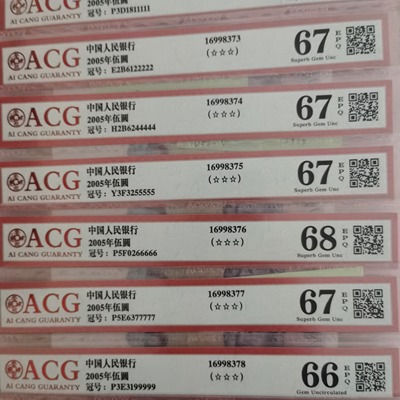 AI CANG GUARANTY
2005年伍圆
冠号: P3D1811111
ACG
AI CANG GUARANTY
中国人民银行
2005年伍圆
冠号: E2B6122222
16998373
(☆☆☆)
67 EPQ
Superb Gem Unc
ACG
AI CANG GUARANTY
中国人民银行
2005年伍圆
冠号: H2B6244444
16998374
(☆☆☆)
67 EPQ
Superb Gem Unc
ACG
AI CANG GUARANTY
中国人民银行
2005年伍圆
冠号: Y3F3255555
16998375
(☆☆☆)
67 EPQ
Superb Gem Unc
ACG
AI CANG GUARANTY
中国人民银行
2005年伍圆
冠号: P5F0266666
16998376
(☆☆☆)
68 EPQ
Superb Gem Unc
ACG
AI CANG GUARANTY
中国人民银行
2005年伍圆
冠号: P5E6377777
16998377
(☆☆☆)
67 EPQ
Superb Gem Unc
ACG
AI CANG GUARANTY
中国人民银行
2005年伍圆
冠号: P3E3199999
16998378
(☆☆☆)
66 EPQ
Gem Uncirculated